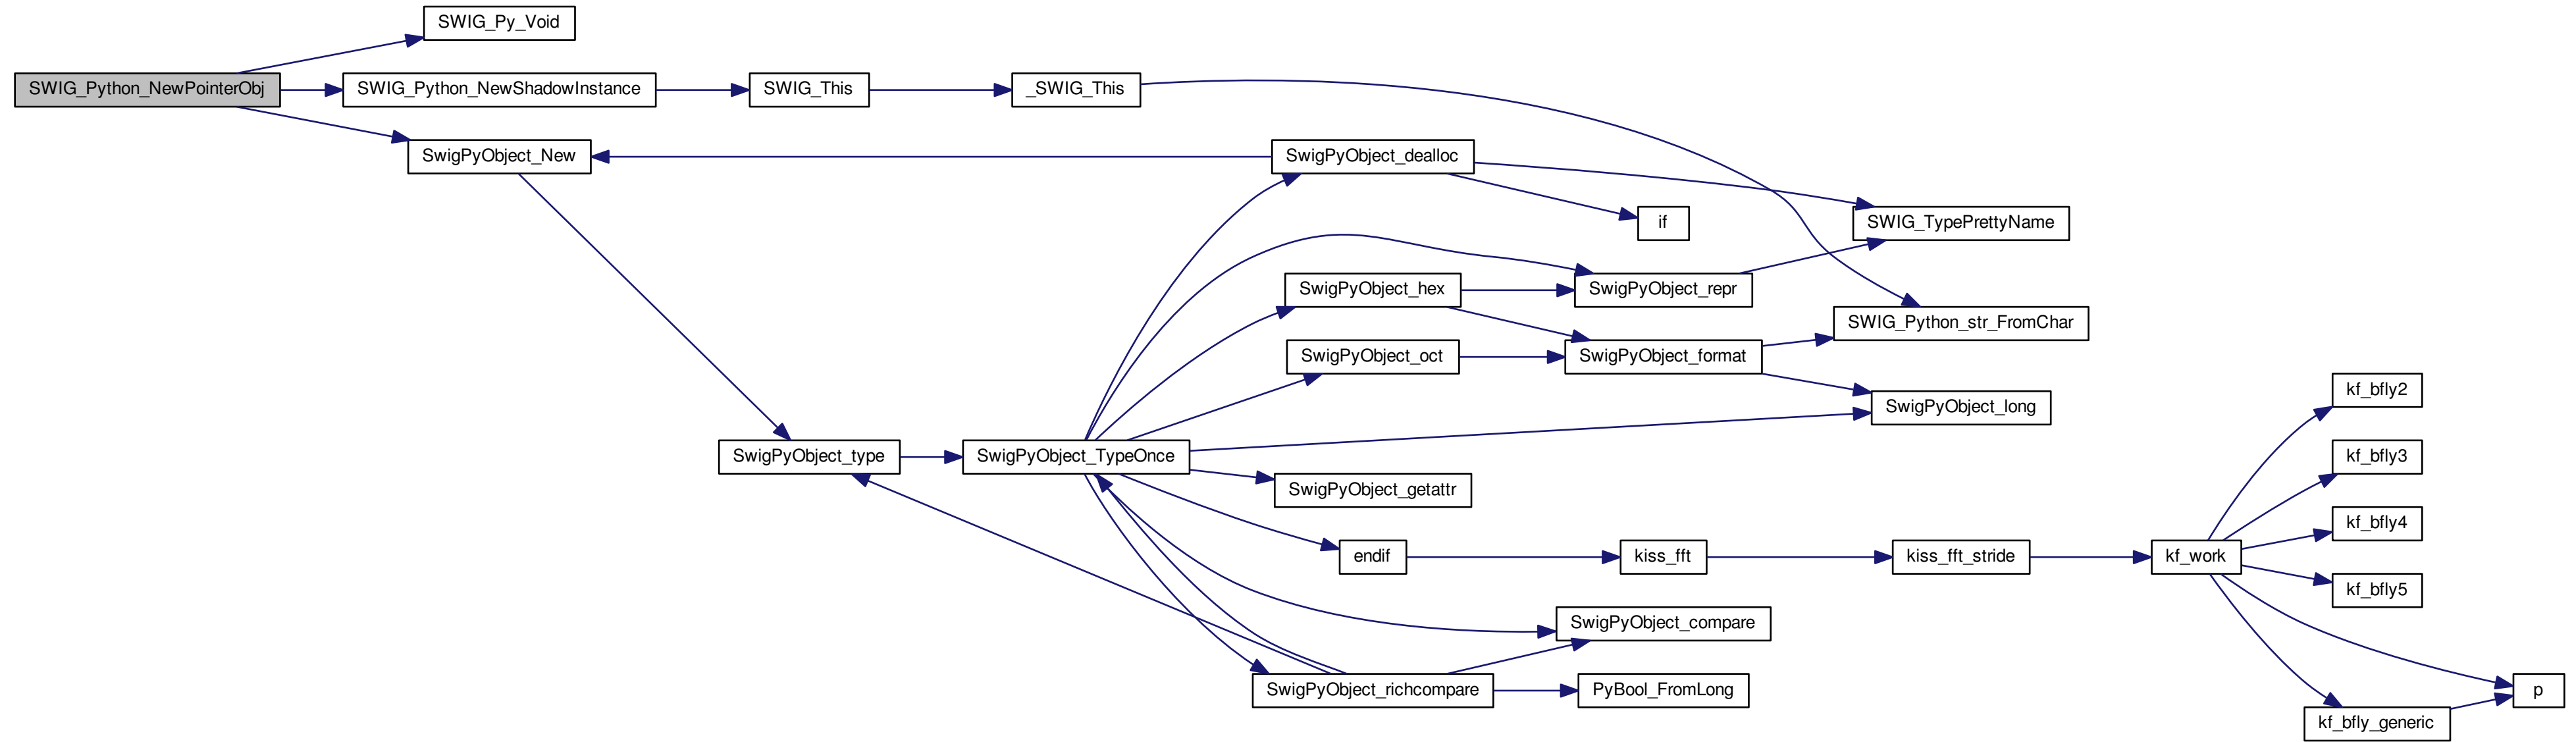 SWIG_Py_Void
SWIG_Python_NewPointerObj
SWIG_Python_NewShadowInstance
SWIG_This
_SWIG_This
SwigPyObject_New
SwigPyObject_dealloc
if
SWIG_TypePrettyName
SwigPyObject_hex
SwigPyObject_repr
SWIG_Python_str_FromChar
SwigPyObject_oct
SwigPyObject_format
kf_bfly2
SwigPyObject_long
SwigPyObject_type
SwigPyObject_TypeOnce
kf_bfly3
SwigPyObject_getattr
kf_bfly4
endif
kiss_fft
kiss_fft_stride
kf_work
kf_bfly5
SwigPyObject_compare
SwigPyObject_richcompare
PyBool_FromLong
p
kf_bfly_generic